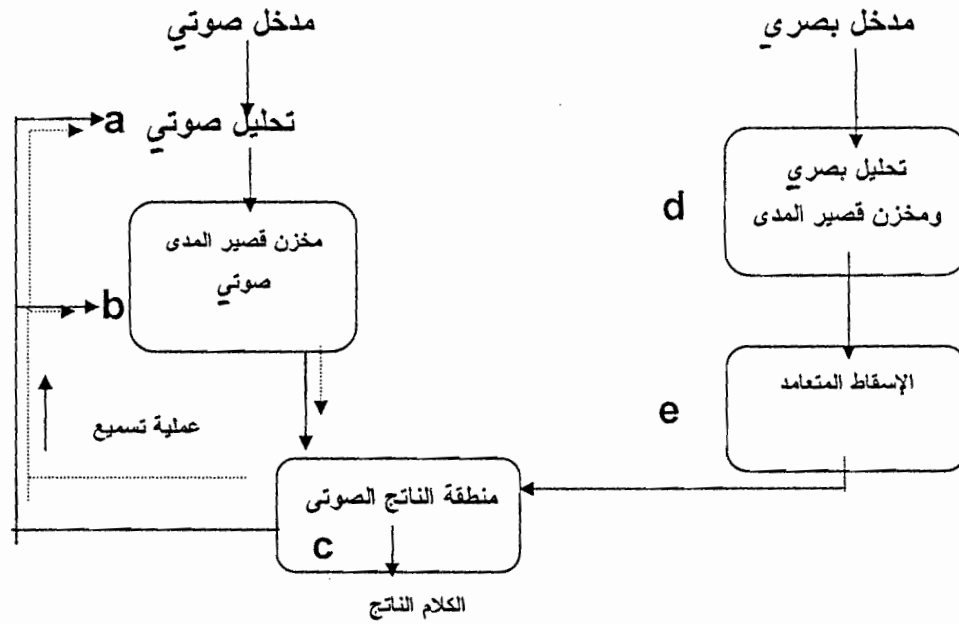 مدخل صوتي
مدخل بصري
a
تحليل صوتي
d
تحليل بصري
ومخزن قصير المدى
b
مخزن قصير المدى
صوتي
e
الإسقاط المتعامد
عملية تسميع
منطقة الناتج الصوتى
c
الكلام الناتج